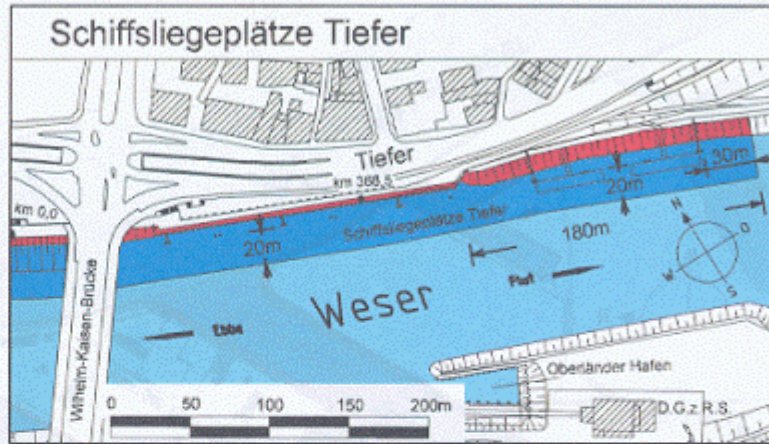 Schiffsliegeplätze Tiefer
Tiefer
km 366,5
km 0,0
30m
20m
Schiffsliegeplätze Tiefer
20m
180m
N
O
W
S
Flut
Weser
Ebbe
Wilhelm-Kaisen-Brücke
Oberländer Hafen
D.G.z.R.S.
0 50 100 150 200m